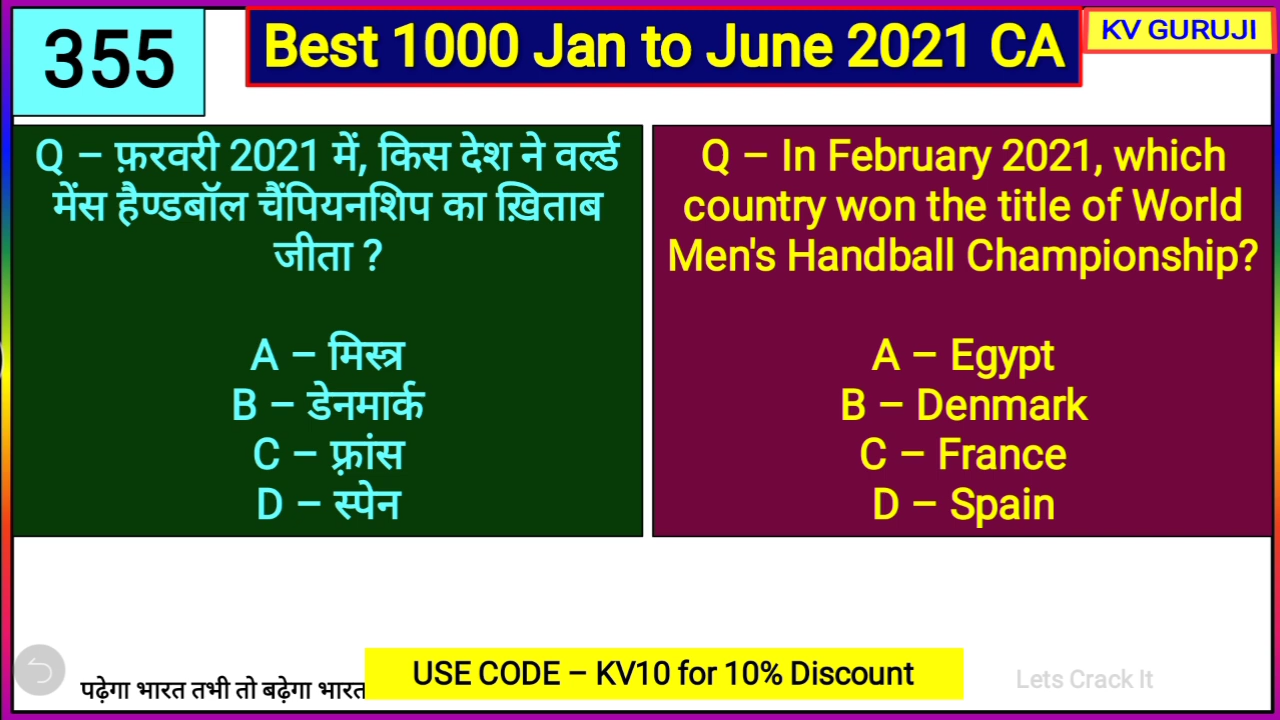 355
Best 1000 Jan to June 2021 CA
KV GURUJI
Q – फ़रवरी 2021 में, किस देश ने वर्ल्ड
मेंस हैण्डबॉल चैंपियनशिप का ख़िताब
जीता ?
A – मिस्त्र
B – डेनमार्क
C – फ़्रांस
D – स्पेन
Q – In February 2021, which
country won the title of World
Men's Handball Championship?
A – Egypt
B – Denmark
C – France
D – Spain
पढ़ेगा भारत तभी तो बढ़ेगा भारत
USE CODE – KV10 for 10% Discount
Lets Crack It